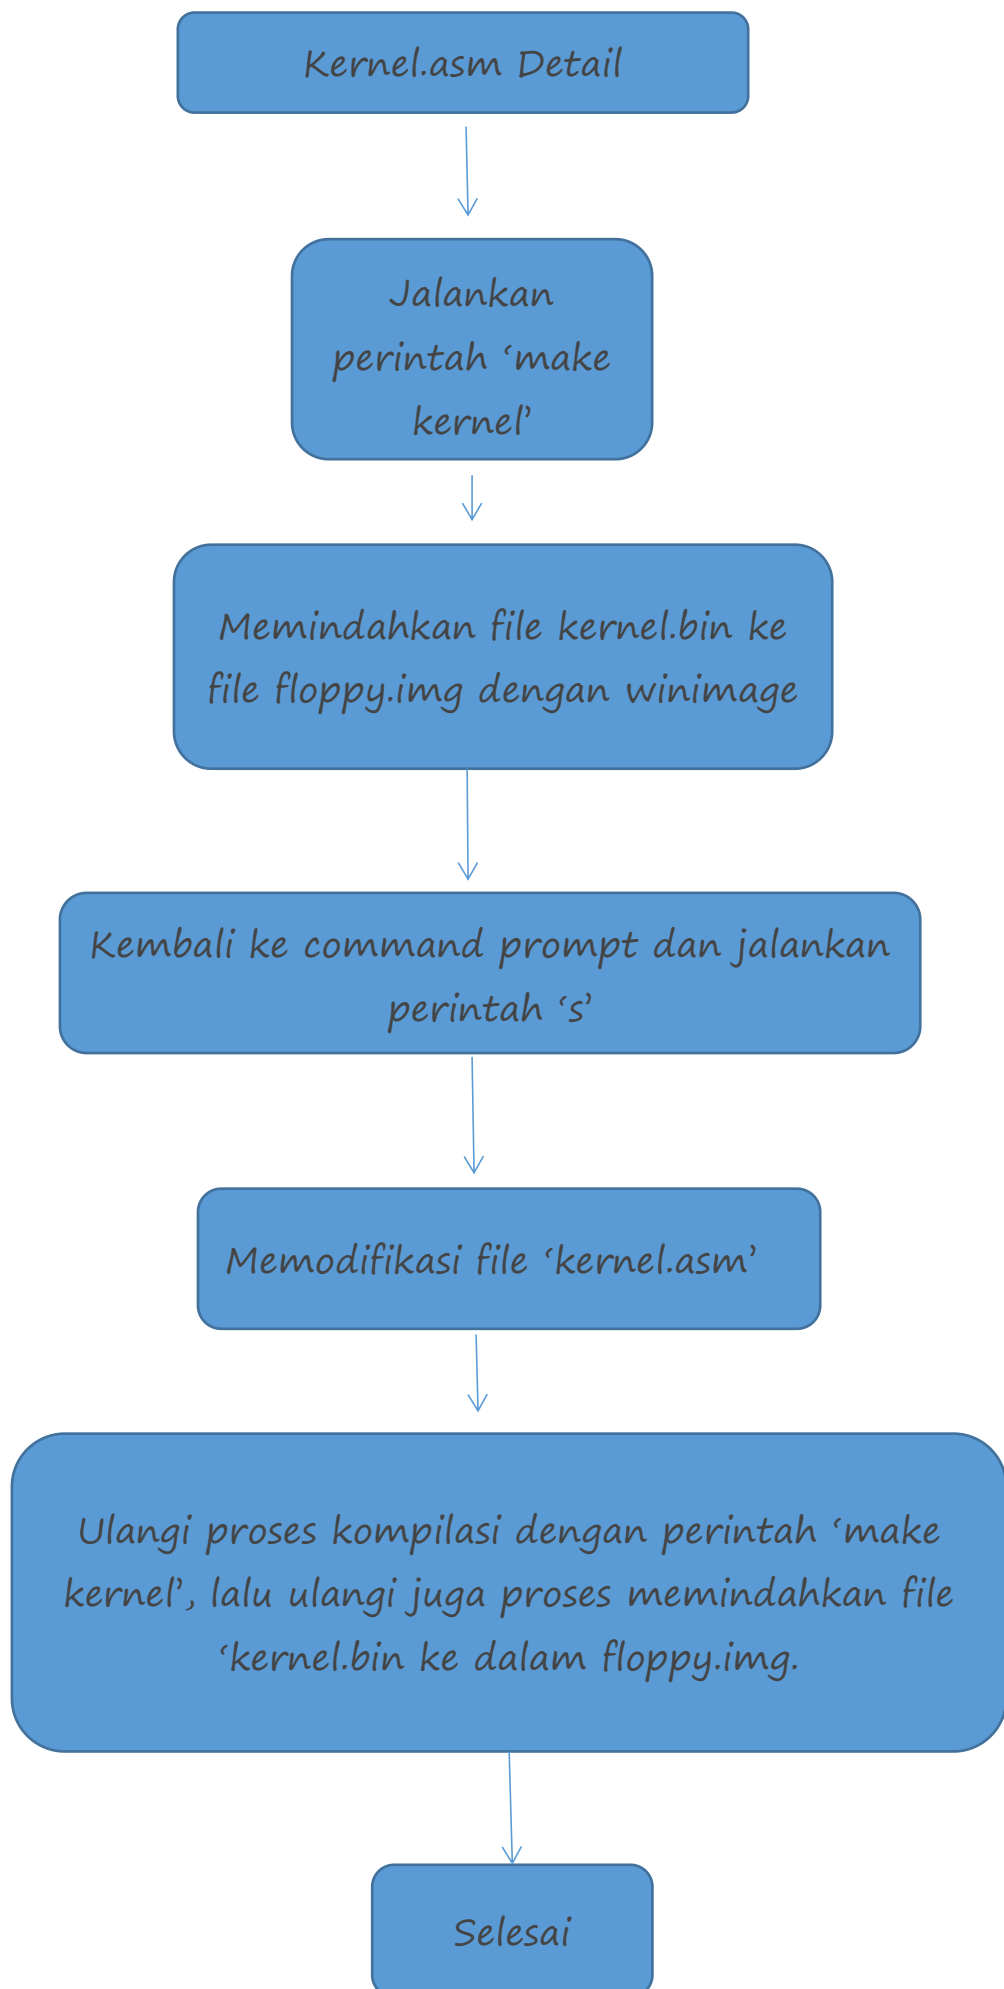 Kernel.asm Detail
Jalankan
perintah ‘make
kernel’
Memindahkan file kernel.bin ke
file floppy.img dengan winimage
Kembali ke command prompt dan jalankan
perintah ‘s’
Memodifikasi file ‘kernel.asm’
Ulangi proses kompilasi dengan perintah ‘make
kernel’, lalu ulangi juga proses memindahkan file
‘kernel.bin ke dalam floppy.img.
Selesai